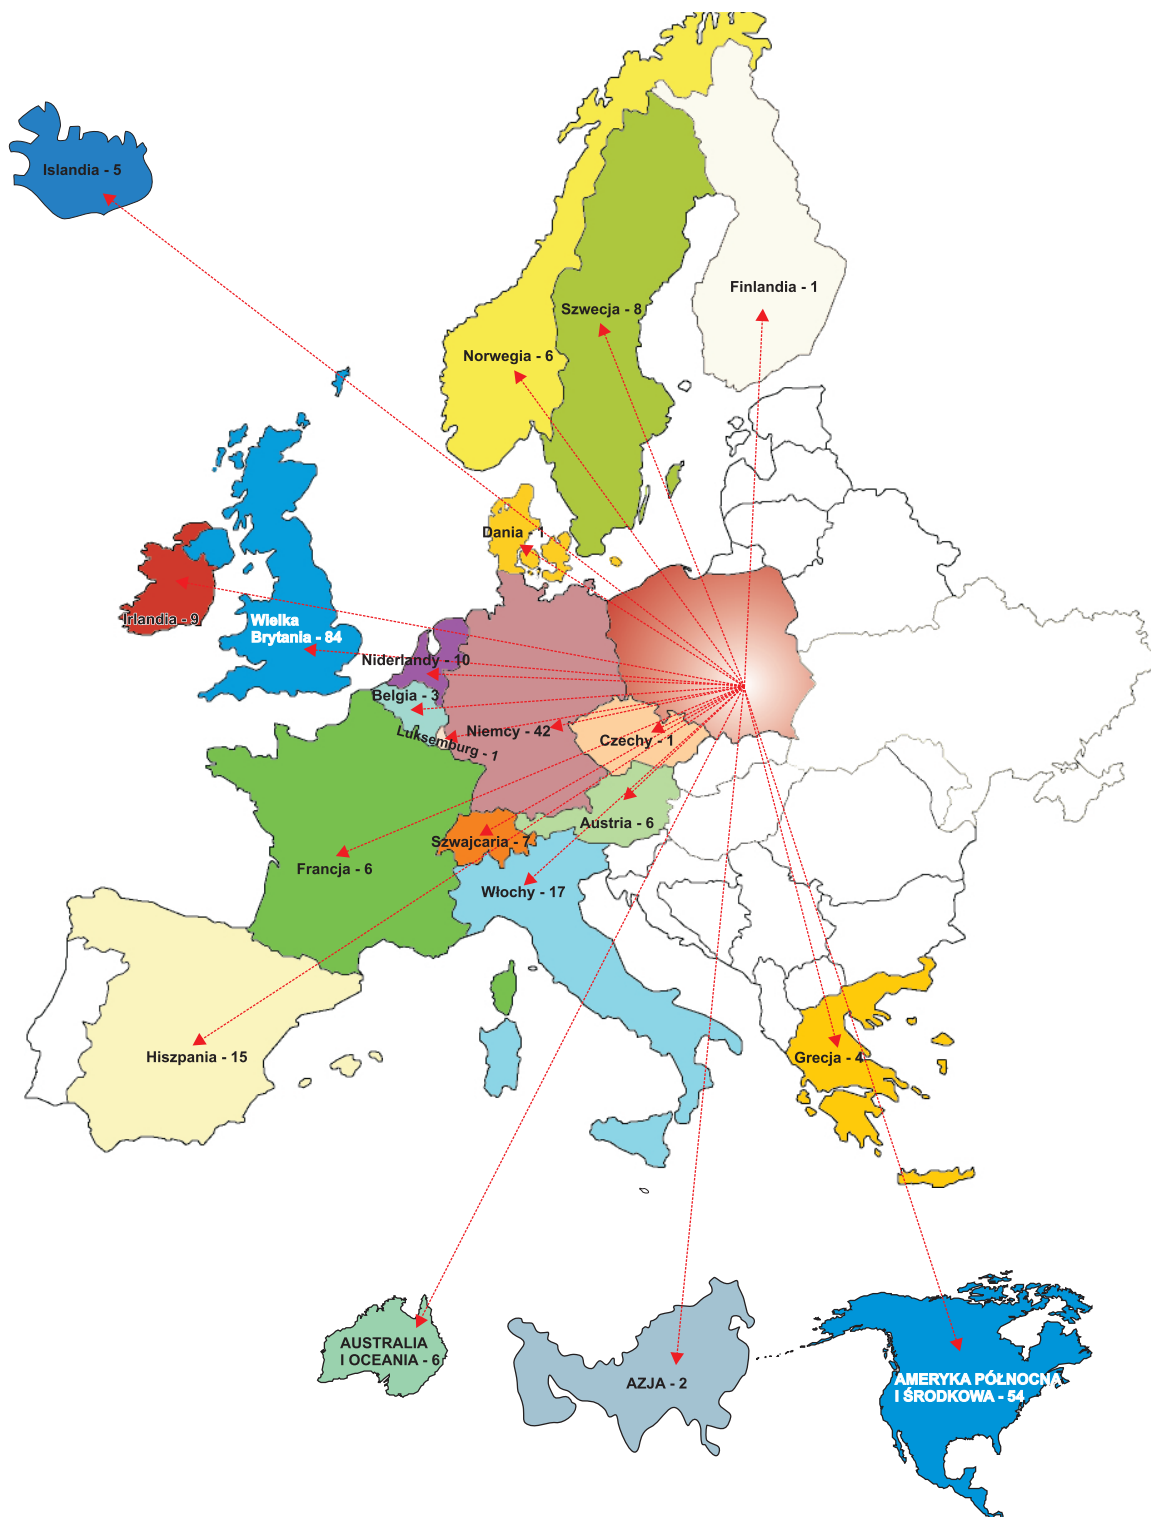 Islandia - 5
Finlandia - 1
Szwecja - 8
Norwegia - 6
Dania - 1
Irlandia - 9
Wielka
Brytania - 84
Niderlandy - 10
Belgia - 3
Luksemburg - 1
Niemcy - 42
Czechy - 1
Austria - 6
Szwajcaria - 7
Francja - 6
Włochy - 17
Hiszpania - 15
Grecja - 4
AUSTRALIA
I OCEANIA - 6
AZJA - 2
AMERYKA PÓŁNOCNA
I ŚRODKOWA - 54